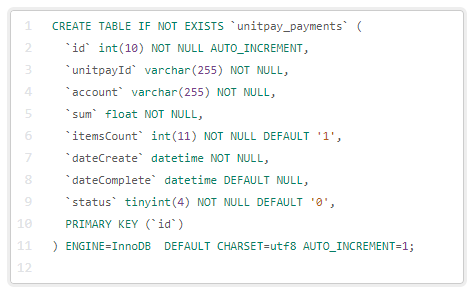 1 CREATE TABLE IF NOT EXISTS `unitpay_payments` (
2   `id` int(10) NOT NULL AUTO_INCREMENT,
3   `unitpayId` varchar(255) NOT NULL,
4   `account` varchar(255) NOT NULL,
5   `sum` float NOT NULL,
6   `itemsCount` int(11) NOT NULL DEFAULT '1',
7   `dateCreate` datetime NOT NULL,
8   `dateComplete` datetime DEFAULT NULL,
9   `status` tinyint(4) NOT NULL DEFAULT '0',
10   PRIMARY KEY (`id`)
11 ) ENGINE=InnoDB  DEFAULT CHARSET=utf8 AUTO_INCREMENT=1;
12